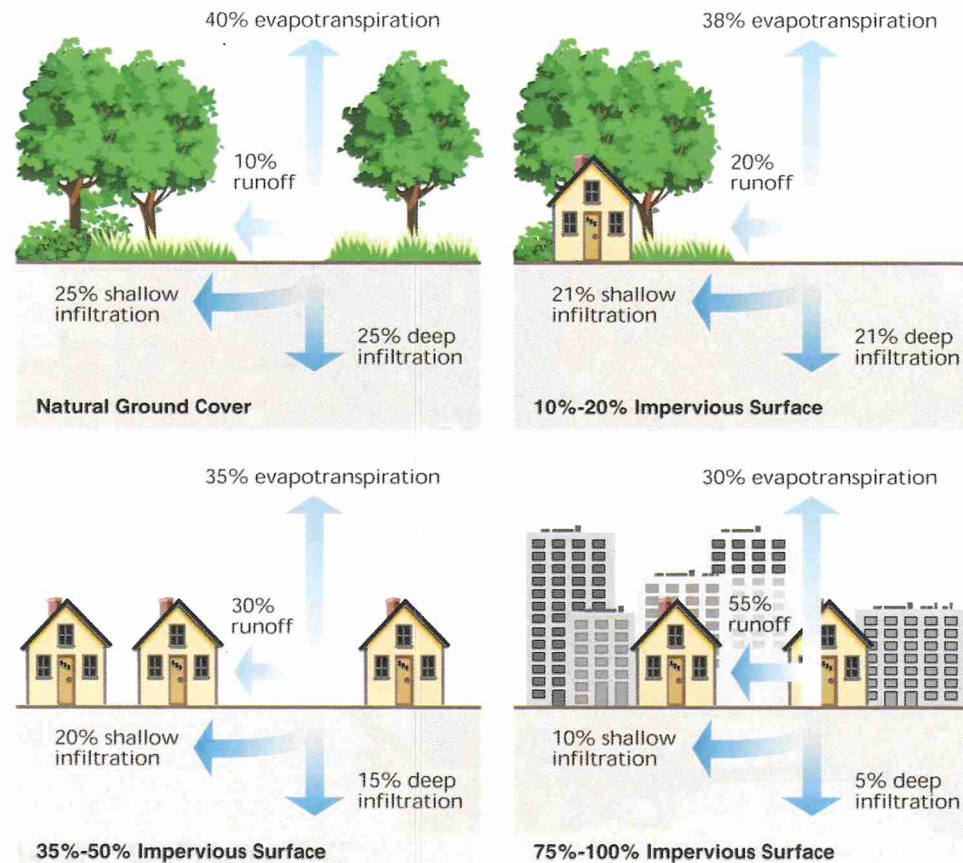 40% evapotranspiration
10%
runoff
25% shallow
infiltration
25% deep
infiltration
Natural Ground Cover
38% evapotranspiration
20%
runoff
21% shallow
infiltration
21% deep
infiltration
10%-20% Impervious Surface
35% evapotranspiration
30%
runoff
20% shallow
infiltration
15% deep
infiltration
35%-50% Impervious Surface
30% evapotranspiration
55%
runoff
10% shallow
infiltration
5% deep
infiltration
75%-100% Impervious Surface